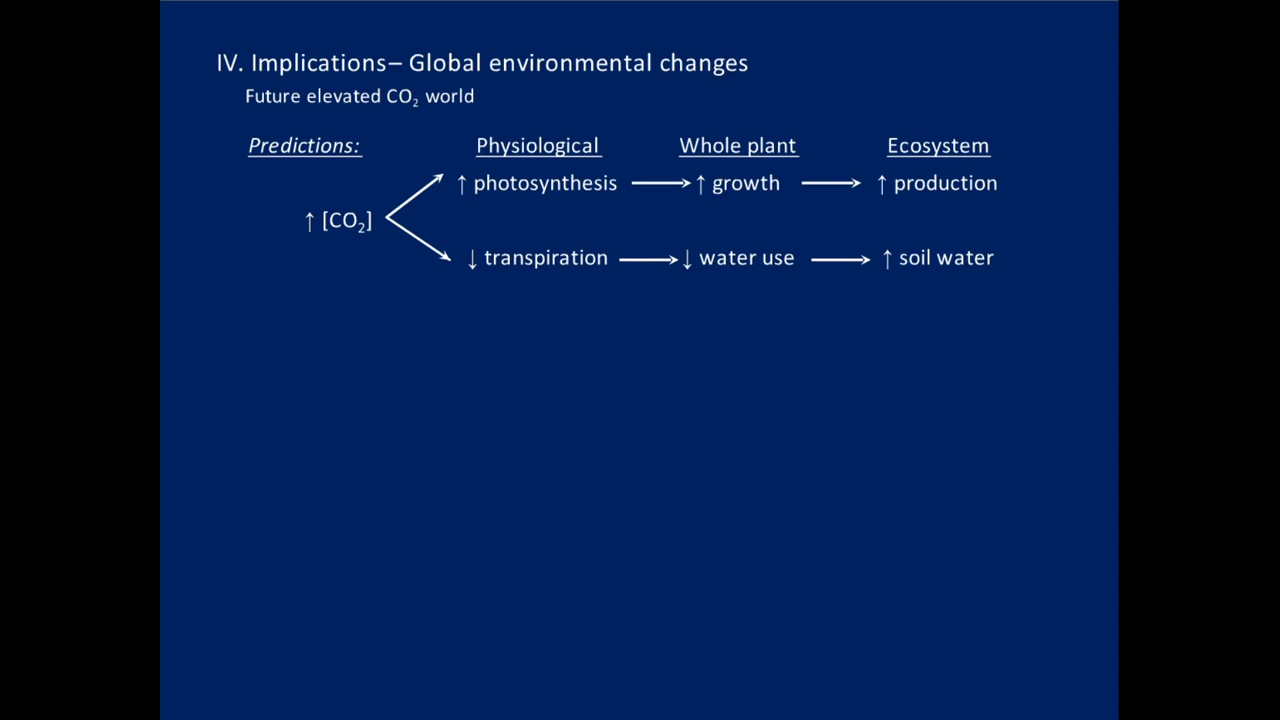 IV. Implications– Global environmental changes
Future elevated CO₂ world
Predictions: Physiological Whole plant Ecosystem
↑ photosynthesis ↑ growth ↑ production
↑ [CO₂]
↓ transpiration ↓ water use ↑ soil water